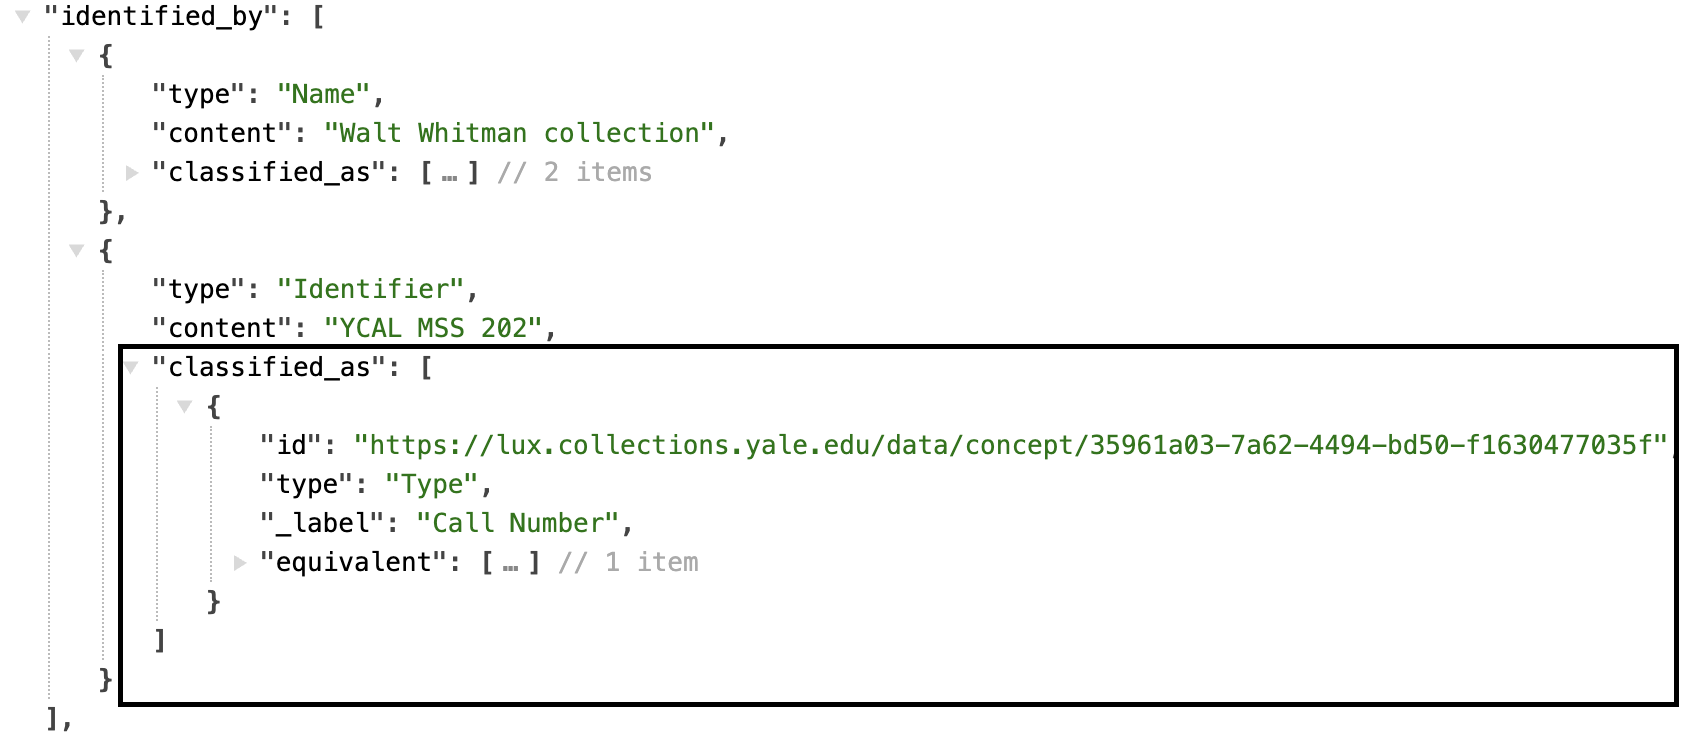 "identified_by": [
{
"type": "Name",
"content": "Walt Whitman collection",
"classified_as": [ … ] // 2 items
},
{
"type": "Identifier",
"content": "YCAL MSS 202",
"classified_as": [
{
"id": "https://lux.collections.yale.edu/data/concept/35961a03-7a62-4494-bd50-f1630477035f",
"type": "Type",
"_label": "Call Number",
"equivalent": [ … ] // 1 item
}
]
}
],